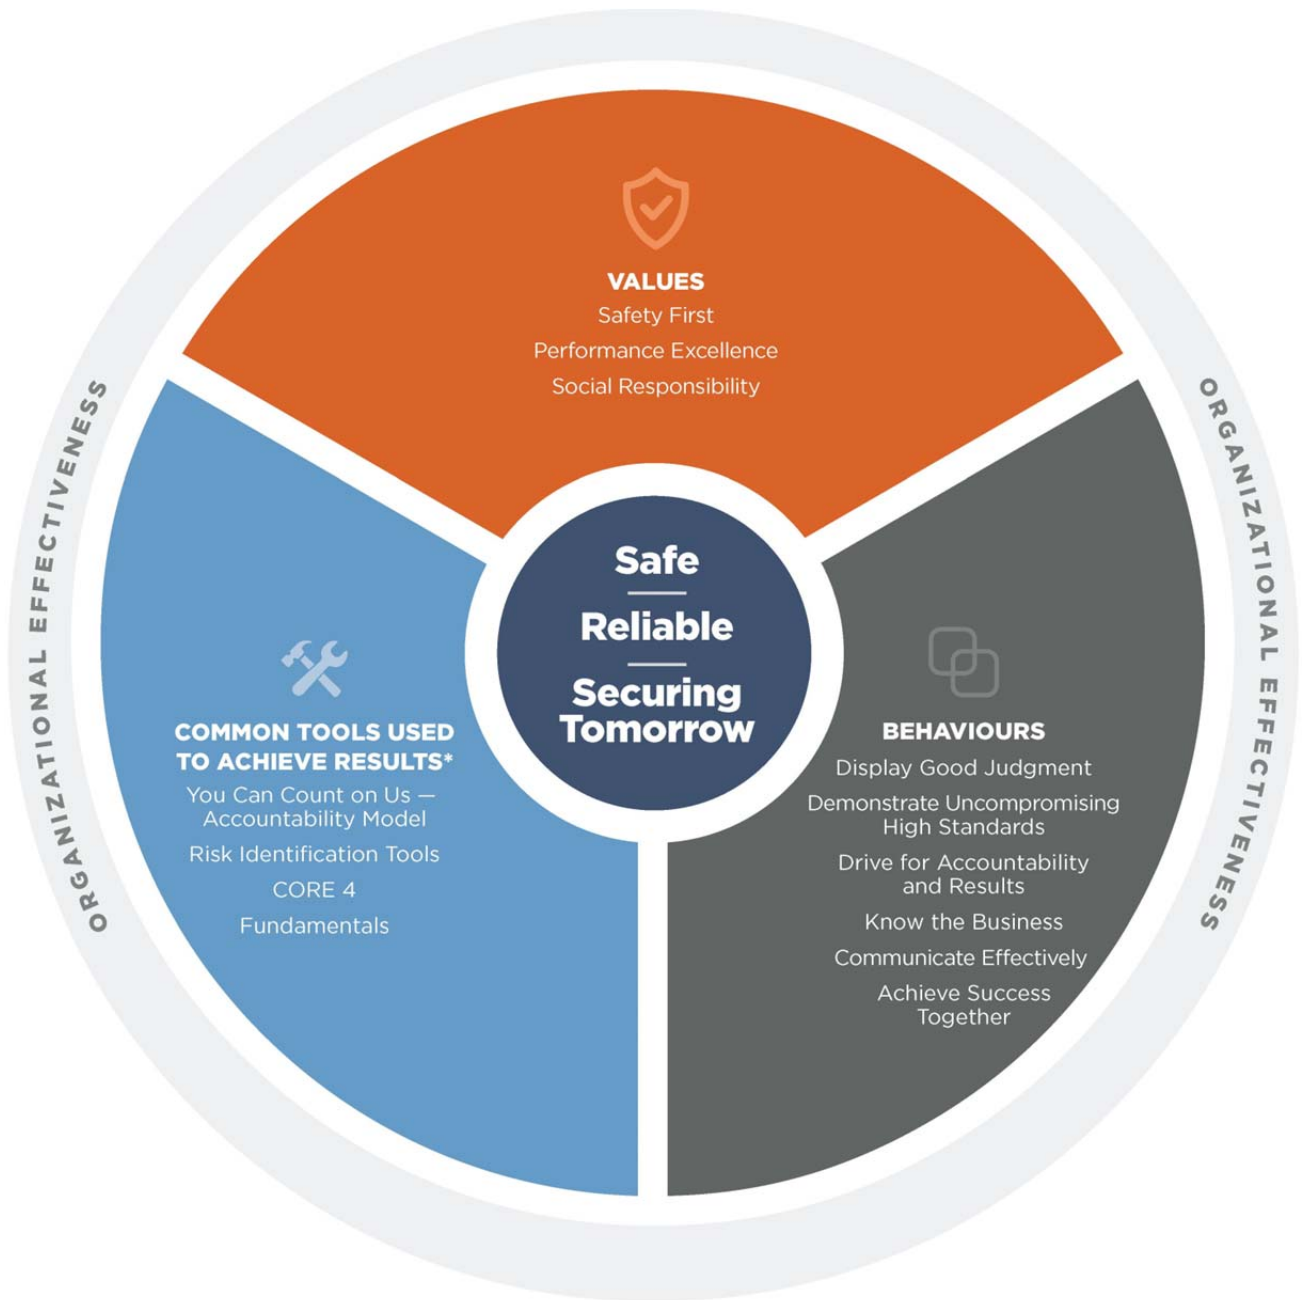 VALUES
Safety First
Performance Excellence
Social Responsibility
ORGANIZATIONAL EFFECTIVENESS
ORGANIZATIONAL EFFECTIVENESS
Safe
Reliable
Securing
Tomorrow
COMMON TOOLS USED
TO ACHIEVE RESULTS*
You Can Count on Us —
Accountability Model
Risk Identification Tools
CORE 4
Fundamentals
BEHAVIOURS
Display Good Judgment
Demonstrate Uncompromising
High Standards
Drive for Accountability
and Results
Know the Business
Communicate Effectively
Achieve Success
Together